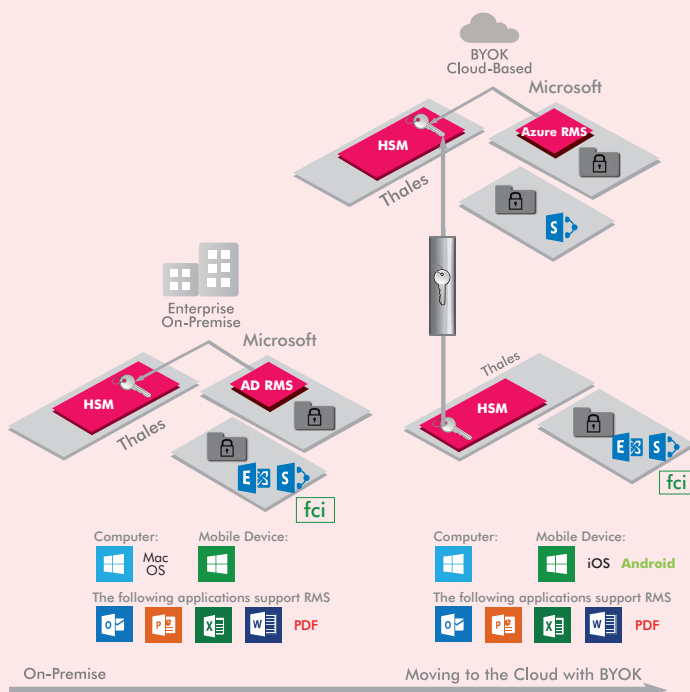 BYOK
Cloud-Based
Microsoft
Azure RMS
HSM
Thales
S
Enterprise
On-Premise
Microsoft
AD RMS
HSM
Thales
E
S
fci
Thales
HSM
E
S
fci
Computer:
Mobile Device:
Mac
OS
The following applications support RMS
O
P
X
W
PDF
Computer:
Mobile Device:
iOS
Android
The following applications support RMS
O
P
X
W
PDF
On-Premise
Moving to the Cloud with BYOK